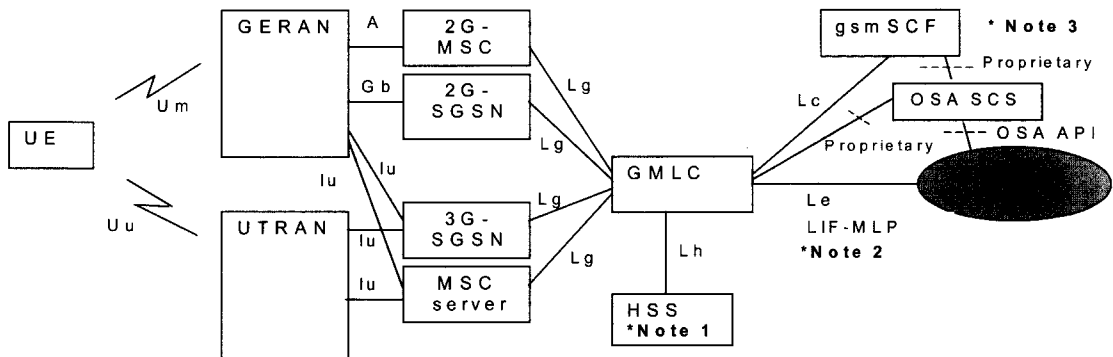 UE
Um
Uu
GERAN
UTRAN
A
Gb
Iu
Iu
Iu
Iu
2G-
MSC
2G-
SGSN
3G-
SGSN
MSC
server
Lg
Lg
Lg
Lg
GMLC
Lh
HSS
*Note 1
gsmSCF
* Note 3
Proprietary
Lc
OSA SCS
Proprietary
OSA API
Le
LIF-MLP
*Note 2